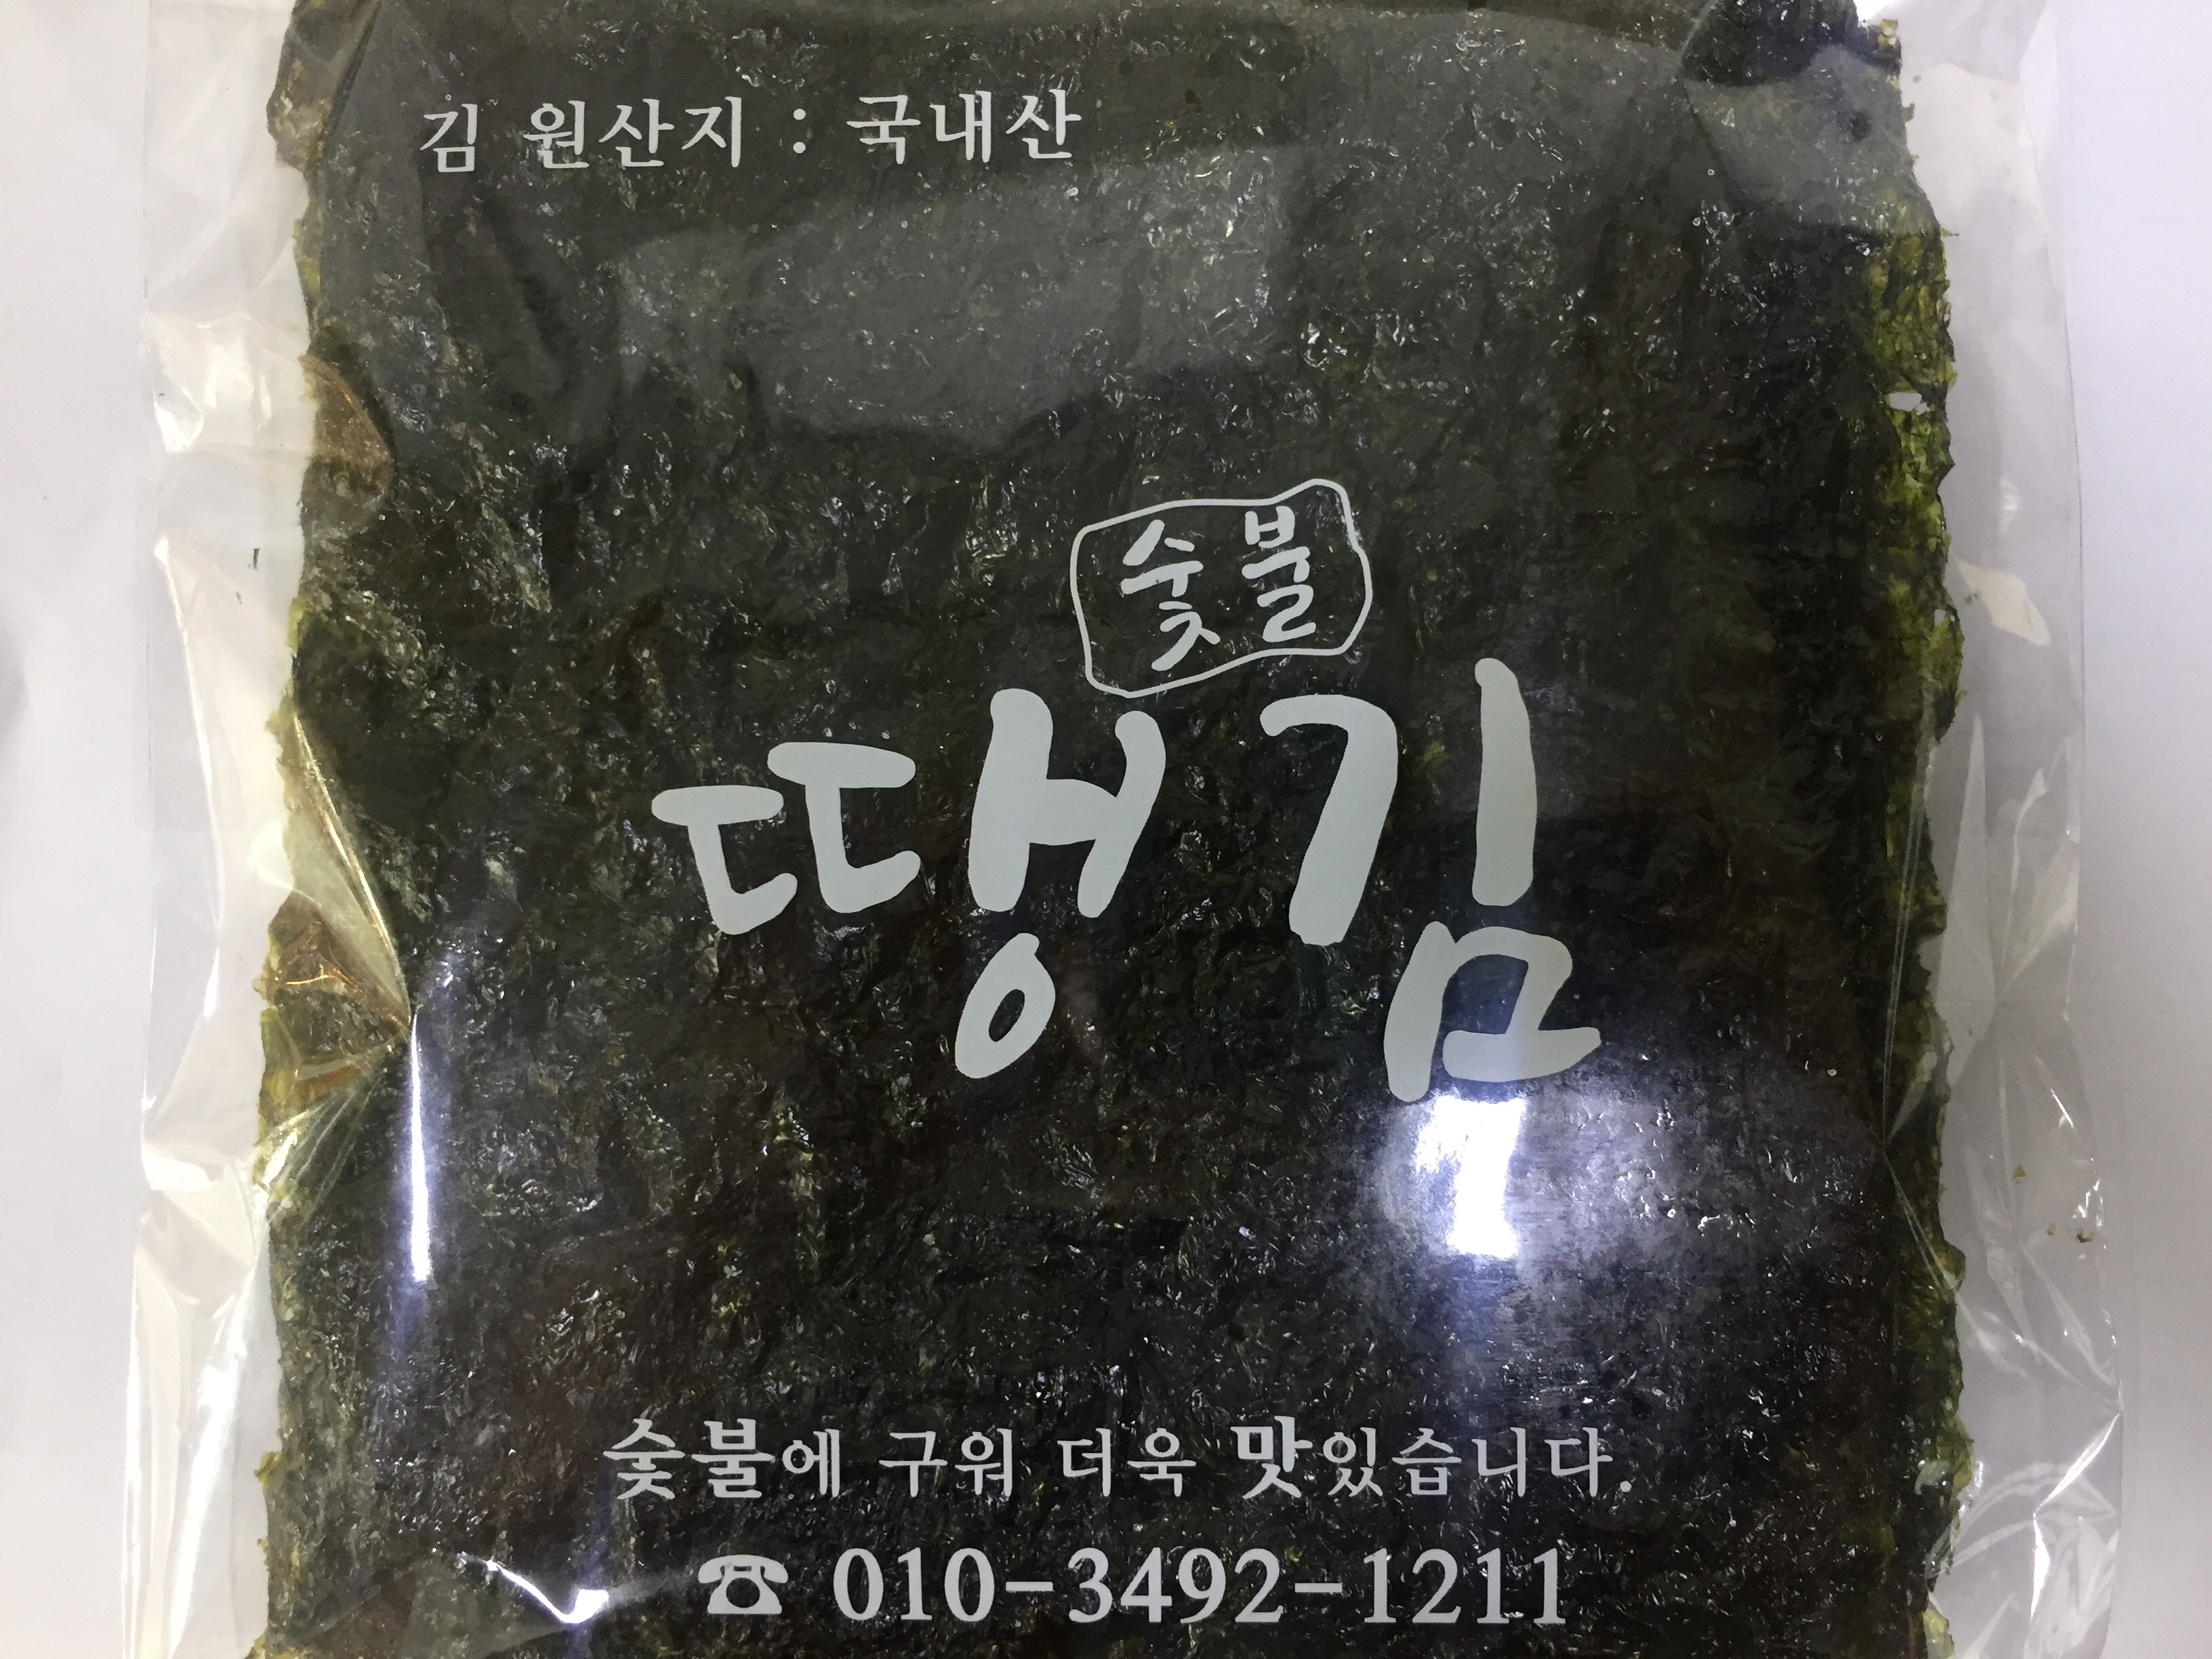 김 원산지 : 국내산
숯불
땡김
숯불에 구워 더욱 맛있습니다.
☎ 010-3492-1211